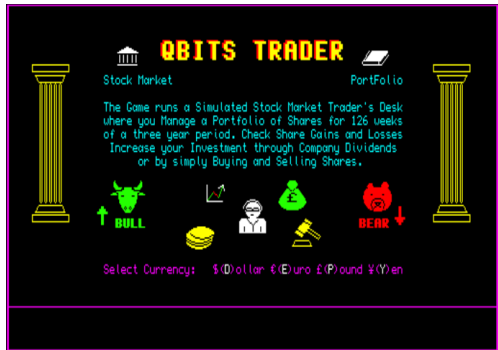 QBITS TRADER
Stock Market PortFolio
The Game runs a Simulated Stock Market Trader's Desk
where you Manage a Portfolio of Shares for 126 weeks
of a three year period. Check Share Gains and Losses
Increase your Investment through Company Dividends
or by simply Buying and Selling Shares.
£
BULL
BEAR
Select Currency: $(D)ollar €(E)uro £(P)ound ¥(Y)en